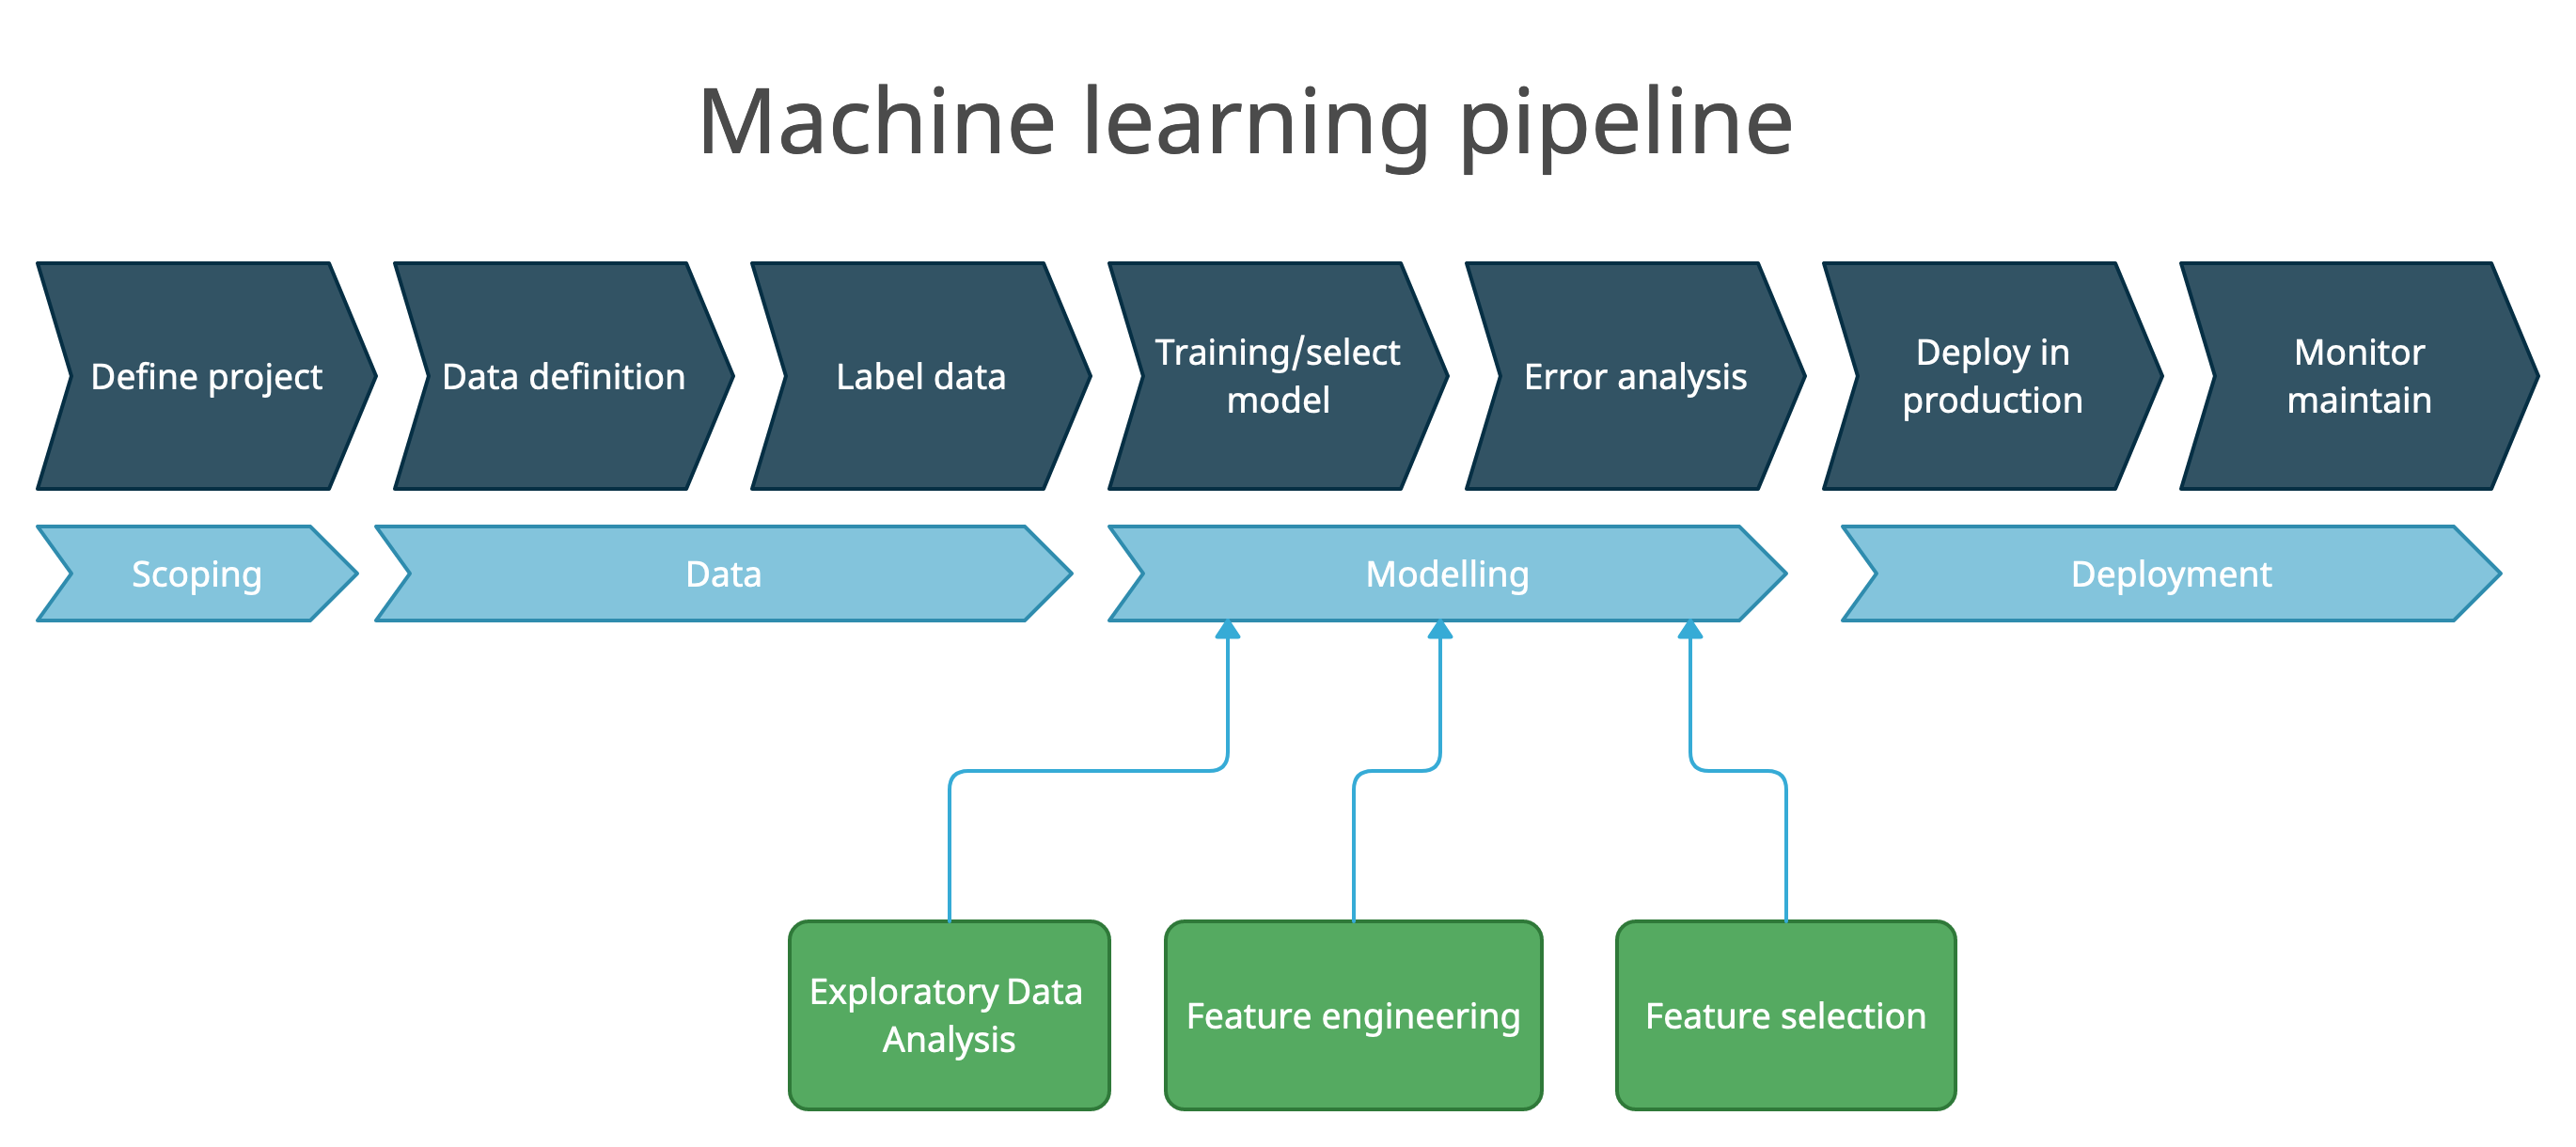 Machine learning pipeline
Define project
Data definition
Label data
Training/select
model
Error analysis
Deploy in
production
Monitor
maintain
Scoping
Data
Modelling
Deployment
Exploratory Data
Analysis
Feature engineering
Feature selection